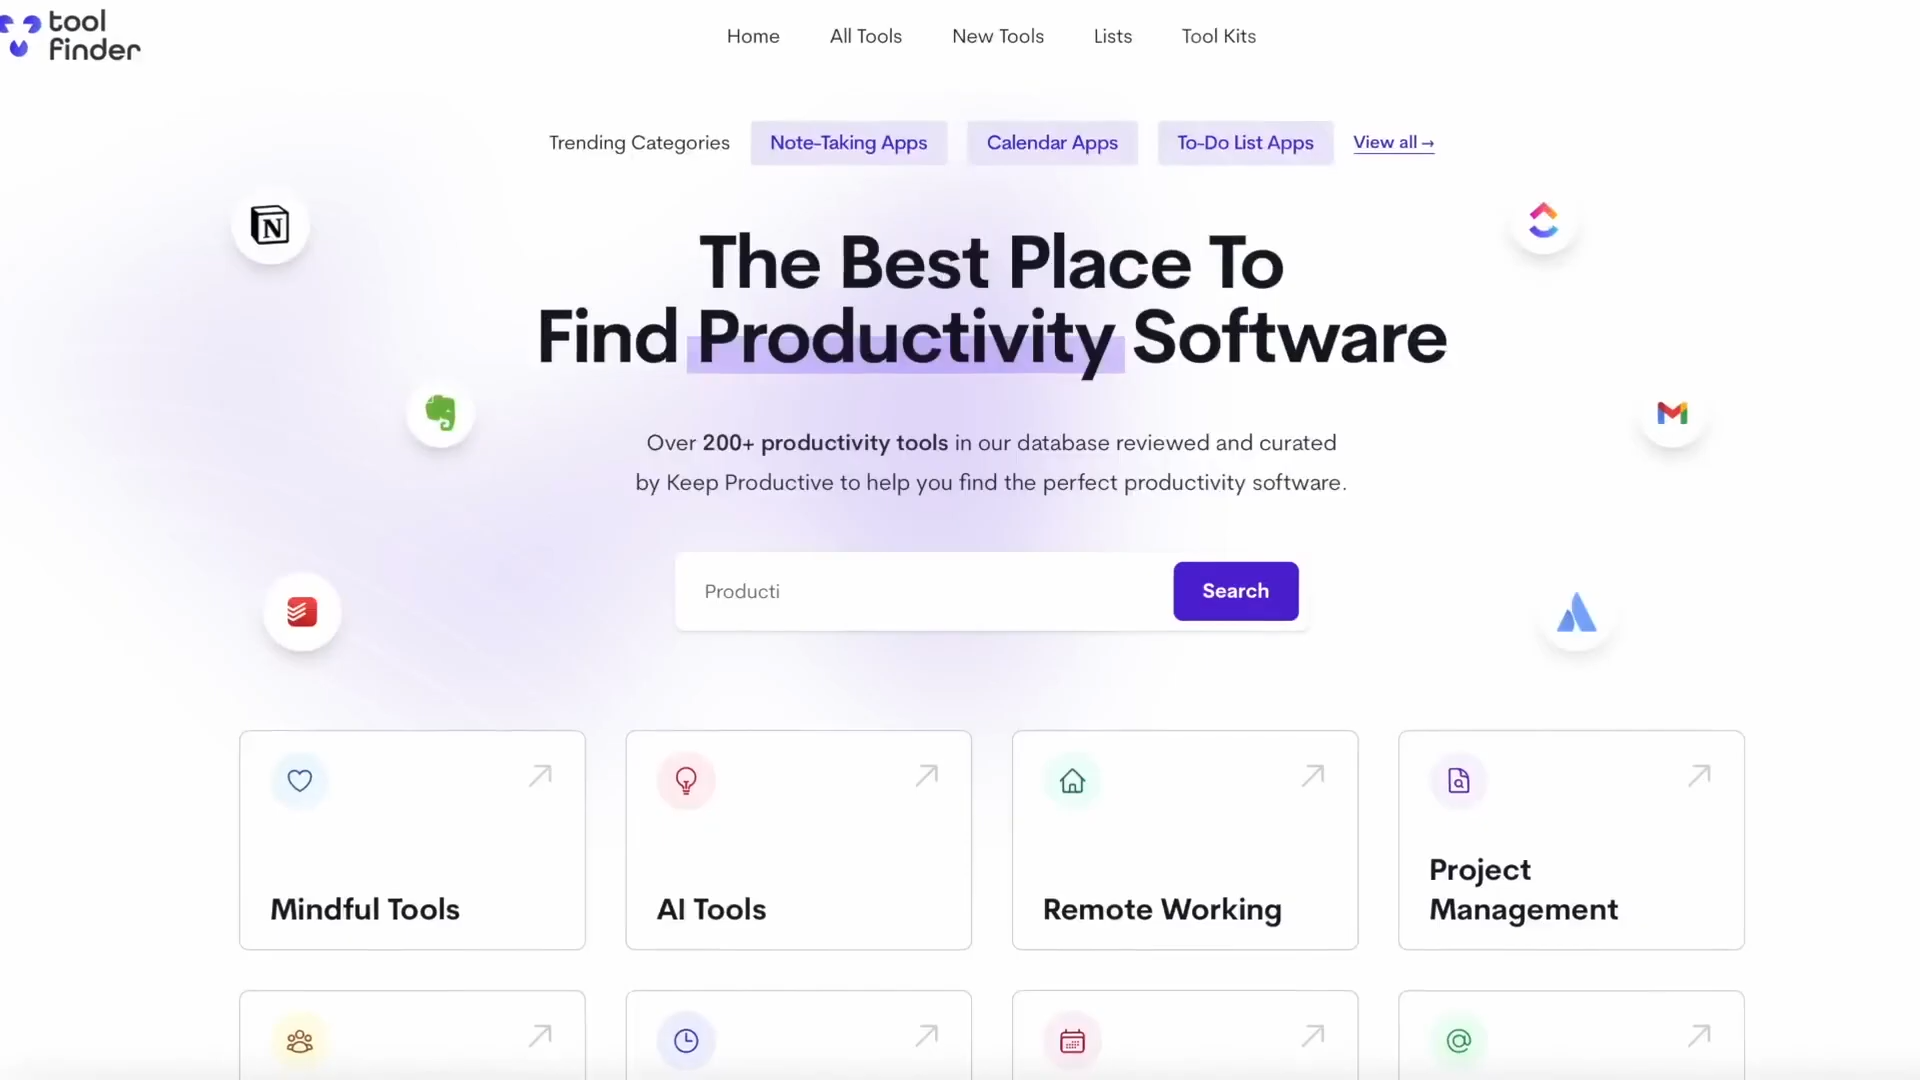 tool
finder
Home
All Tools
New Tools
Lists
Tool Kits
Trending Categories
Note-Taking Apps
Calendar Apps
To-Do List Apps
View all →
The Best Place To
Find Productivity Software
Over 200+ productivity tools in our database reviewed and curated
by Keep Productive to help you find the perfect productivity software.
Producti
Search
Mindful Tools
AI Tools
Remote Working
Project
Management